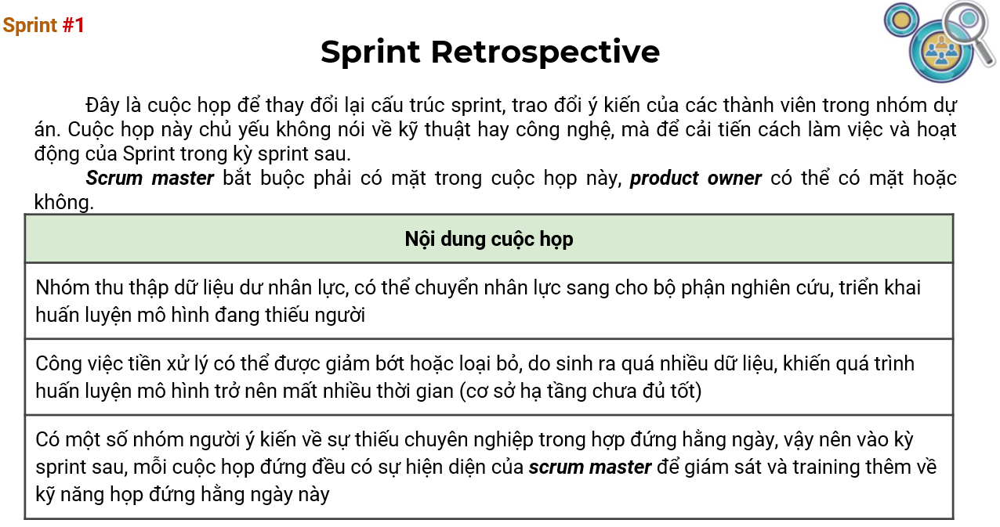 Sprint #1
Sprint Retrospective
Đây là cuộc họp để thay đổi lại cấu trúc sprint, trao đổi ý kiến của các thành viên trong nhóm dự
án. Cuộc họp này chủ yếu không nói về kỹ thuật hay công nghệ, mà để cải tiến cách làm việc và hoạt
động của Sprint trong kỳ sprint sau.
Scrum master bắt buộc phải có mặt trong cuộc họp này, product owner có thể có mặt hoặc
không.
Nội dung cuộc họp
Nhóm thu thập dữ liệu dư nhân lực, có thể chuyển nhân lực sang cho bộ phận nghiên cứu, triển khai
huấn luyện mô hình đang thiếu người
Công việc tiền xử lý có thể được giảm bớt hoặc loại bỏ, do sinh ra quá nhiều dữ liệu, khiến quá trình
huấn luyện mô hình trở nên mất nhiều thời gian (cơ sở hạ tầng chưa đủ tốt)
Có một số nhóm người ý kiến về sự thiếu chuyên nghiệp trong hợp đứng hằng ngày, vậy nên vào kỳ
sprint sau, mỗi cuộc họp đứng đều có sự hiện diện của scrum master để giám sát và training thêm về
kỹ năng họp đứng hằng ngày này